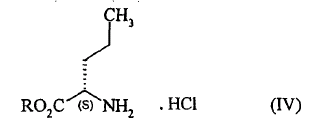 CH3
RO2C (S) NH2 . HCl (IV)